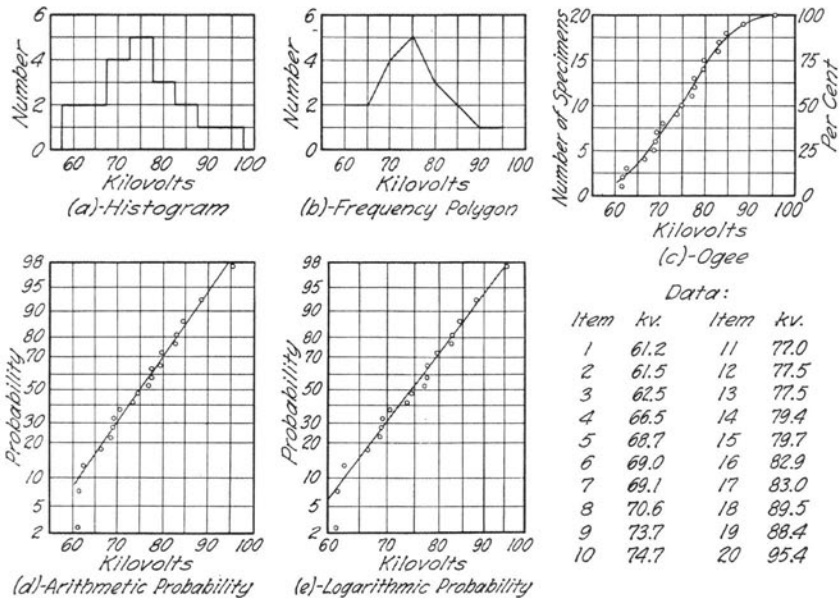 6
4
2
0
Number
60 70 80 90 100
Kilovolts
(a)-Histogram
6
4
2
0
Number
60 70 80 90 100
Kilovolts
(b)-Frequency Polygon
20
15
10
5
0
Number of Specimens
100
75
50
25
0
Per Cent
60 70 80 90 100
Kilovolts
(c)-Ogee
98
95
90
80
70
50
30
20
10
5
2
Probability
60 70 80 90 100
Kilovolts
(d)-Arithmetic Probability
98
95
90
80
70
50
30
20
10
5
2
Probability
60 70 80 90 100
Kilovolts
(e)-Logarithmic Probability
Data:
Item kv. Item kv.
1 61.2 11 77.0
2 61.5 12 77.5
3 62.5 13 77.5
4 66.5 14 79.4
5 68.7 15 79.7
6 69.0 16 82.9
7 69.1 17 83.0
8 70.6 18 89.5
9 73.7 19 88.4
10 74.7 20 95.4